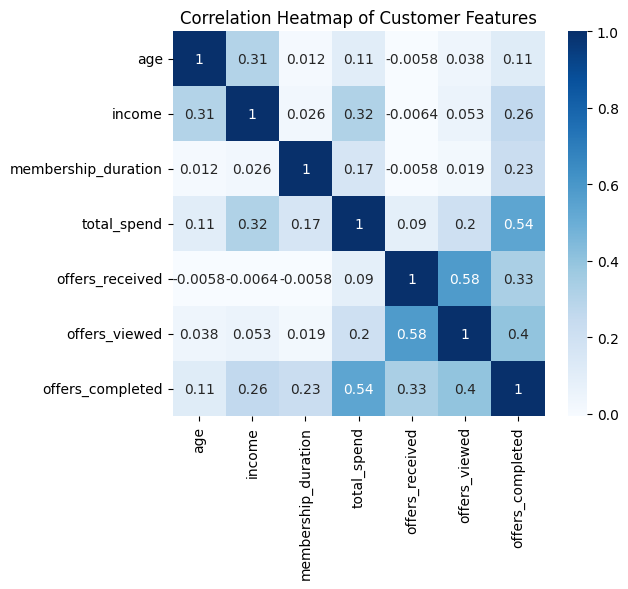 Correlation Heatmap of Customer Features
age 1 0.31 0.012 0.11 -0.0058 0.038 0.11
income 0.31 1 0.026 0.32 -0.0064 0.053 0.26
membership_duration 0.012 0.026 1 0.17 -0.0058 0.019 0.23
total_spend 0.11 0.32 0.17 1 0.09 0.2 0.54
offers_received -0.0058 -0.0064 -0.0058 0.09 1 0.58 0.33
offers_viewed 0.038 0.053 0.019 0.2 0.58 1 0.4
offers_completed 0.11 0.26 0.23 0.54 0.33 0.4 1
age
income
membership_duration
total_spend
offers_received
offers_viewed
offers_completed
1.0
0.8
0.6
0.4
0.2
0.0